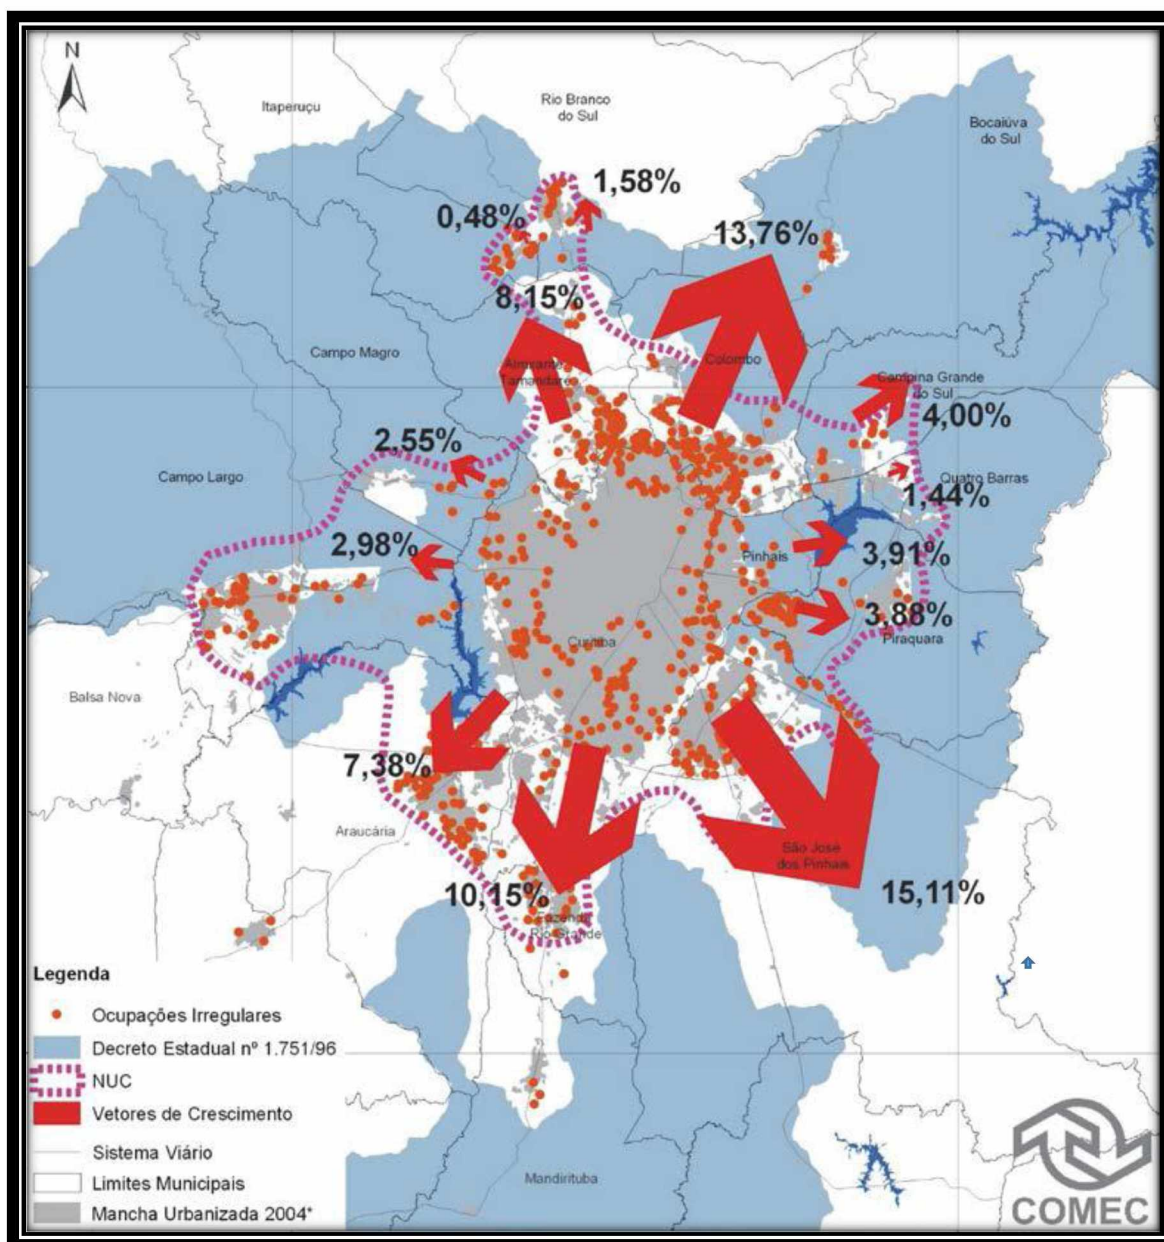 N
Itaperuçu
Rio Branco
do Sul
Bocaiúva
do Sul
1,58%
0,48%
13,76%
8,15%
Campo Magro
Almirante
Tamandaré
Colombo
Campina Grande
do Sul
4,00%
2,55%
Campo Largo
Quatro Barras
1,44%
2,98%
Pinhais
3,91%
3,88%
Piraquara
Curitiba
Balsa Nova
7,38%
Araucária
São José
dos Pinhais
10,15%
15,11%
Fazenda
Rio Grande
Legenda
Ocupações Irregulares
Decreto Estadual nº 1.751/96
NUC
Vetores de Crescimento
Sistema Viário
Limites Municipais
Mancha Urbanizada 2004*
Mandirituba
COMEC